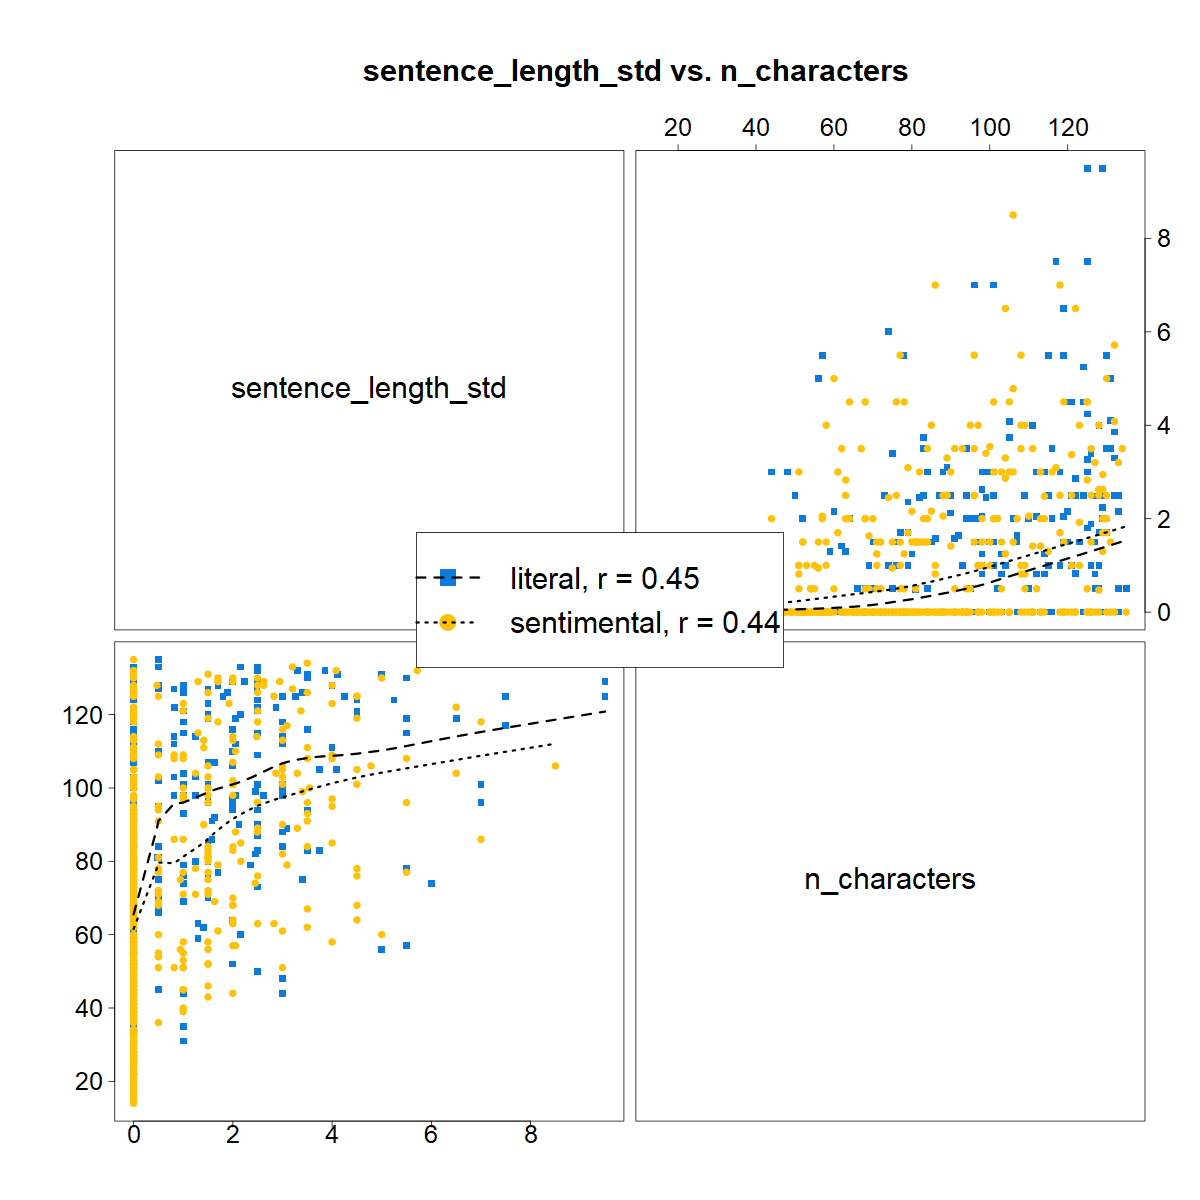 sentence_length_std vs. n_characters
20 40 60 80 100 120
sentence_length_std
8
6
4
2
0
literal, r = 0.45
sentimental, r = 0.44
120
100
80
60
40
20
n_characters
0 2 4 6 8